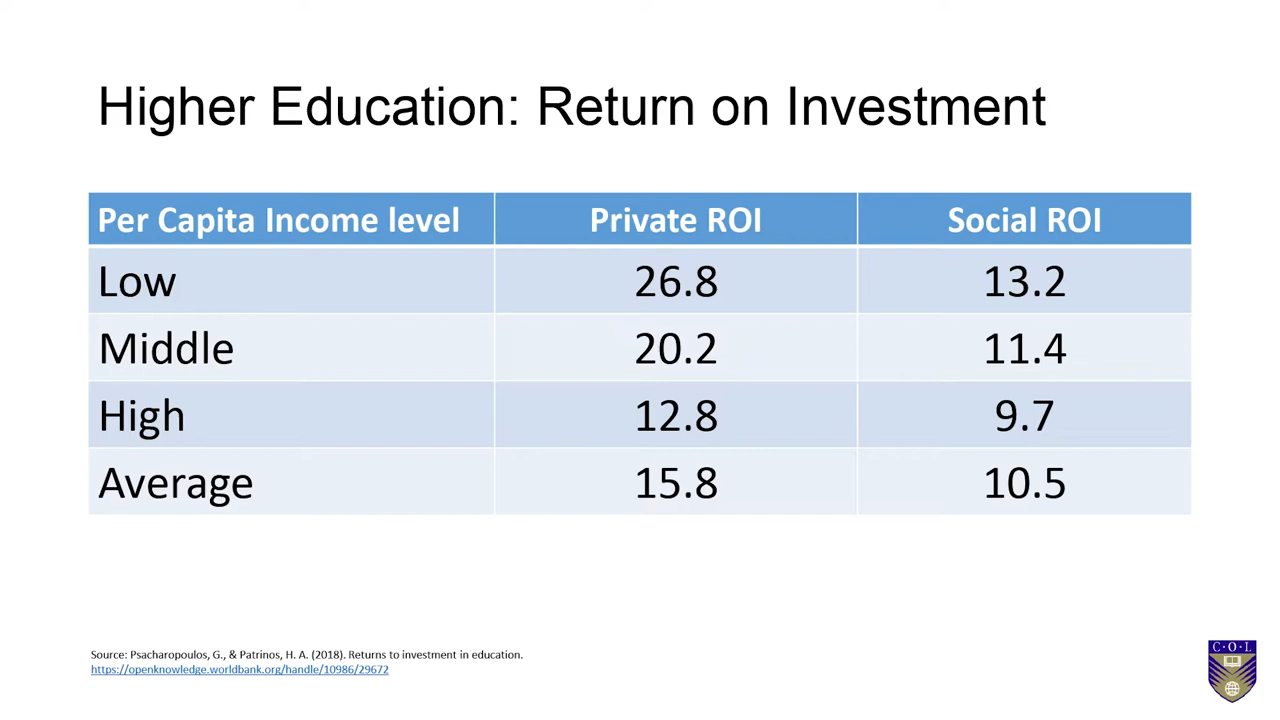 Higher Education: Return on Investment
Per Capita Income level Private ROI Social ROI
Low 26.8 13.2
Middle 20.2 11.4
High 12.8 9.7
Average 15.8 10.5
Source: Psacharopoulos, G., & Patrinos, H. A. (2018). Returns to investment in education.
https://openknowledge.worldbank.org/handle/10986/29672
C·O·L